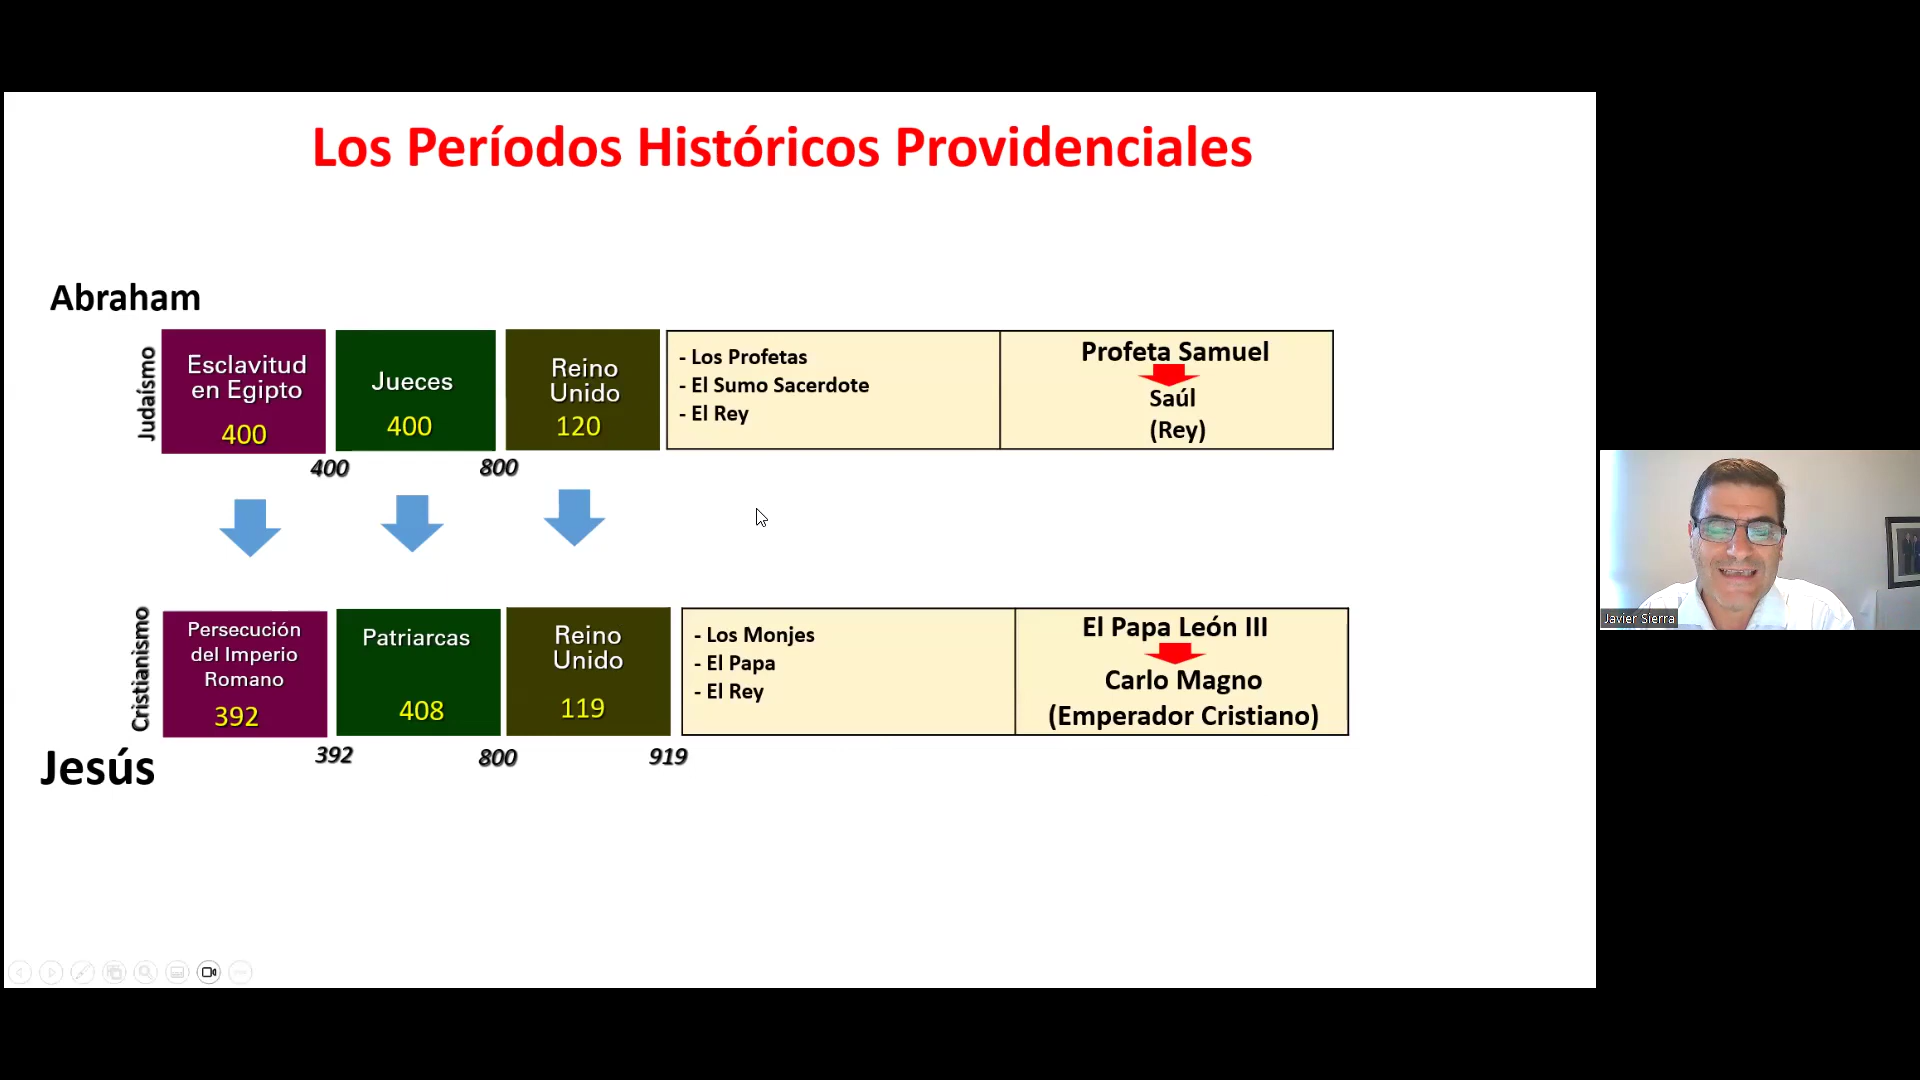 Los Períodos Históricos Providenciales
Abraham
Judaísmo
Esclavitud
en Egipto
400
Jueces
400
Reino
Unido
120
- Los Profetas
- El Sumo Sacerdote
- El Rey
Profeta Samuel
Saúl
(Rey)
400
800
Cristianismo
Persecución
del Imperio
Romano
392
Patriarcas
408
Reino
Unido
119
- Los Monjes
- El Papa
- El Rey
El Papa León III
Carlo Magno
(Emperador Cristiano)
392
800
919
Jesús
Javier Sierra